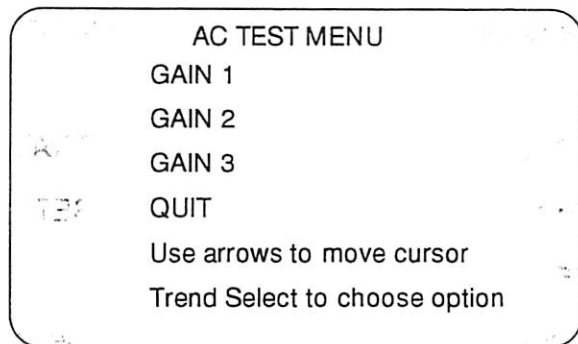 AC TEST MENU
GAIN 1
GAIN 2
GAIN 3
QUIT
Use arrows to move cursor
Trend Select to choose option